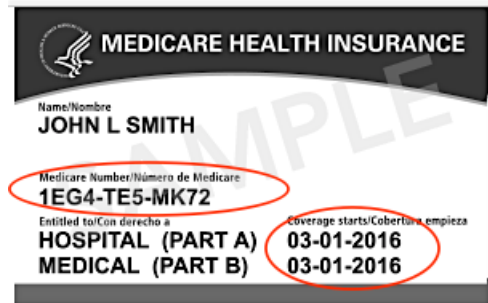 MEDICARE HEALTH INSURANCE
SAMPLE
Name/Nombre
JOHN L SMITH
Medicare Number/Número de Medicare
1EG4-TE5-MK72
Entitled to/Con derecho a Coverage starts/Cobertura empieza
HOSPITAL (PART A) 03-01-2016
MEDICAL (PART B) 03-01-2016